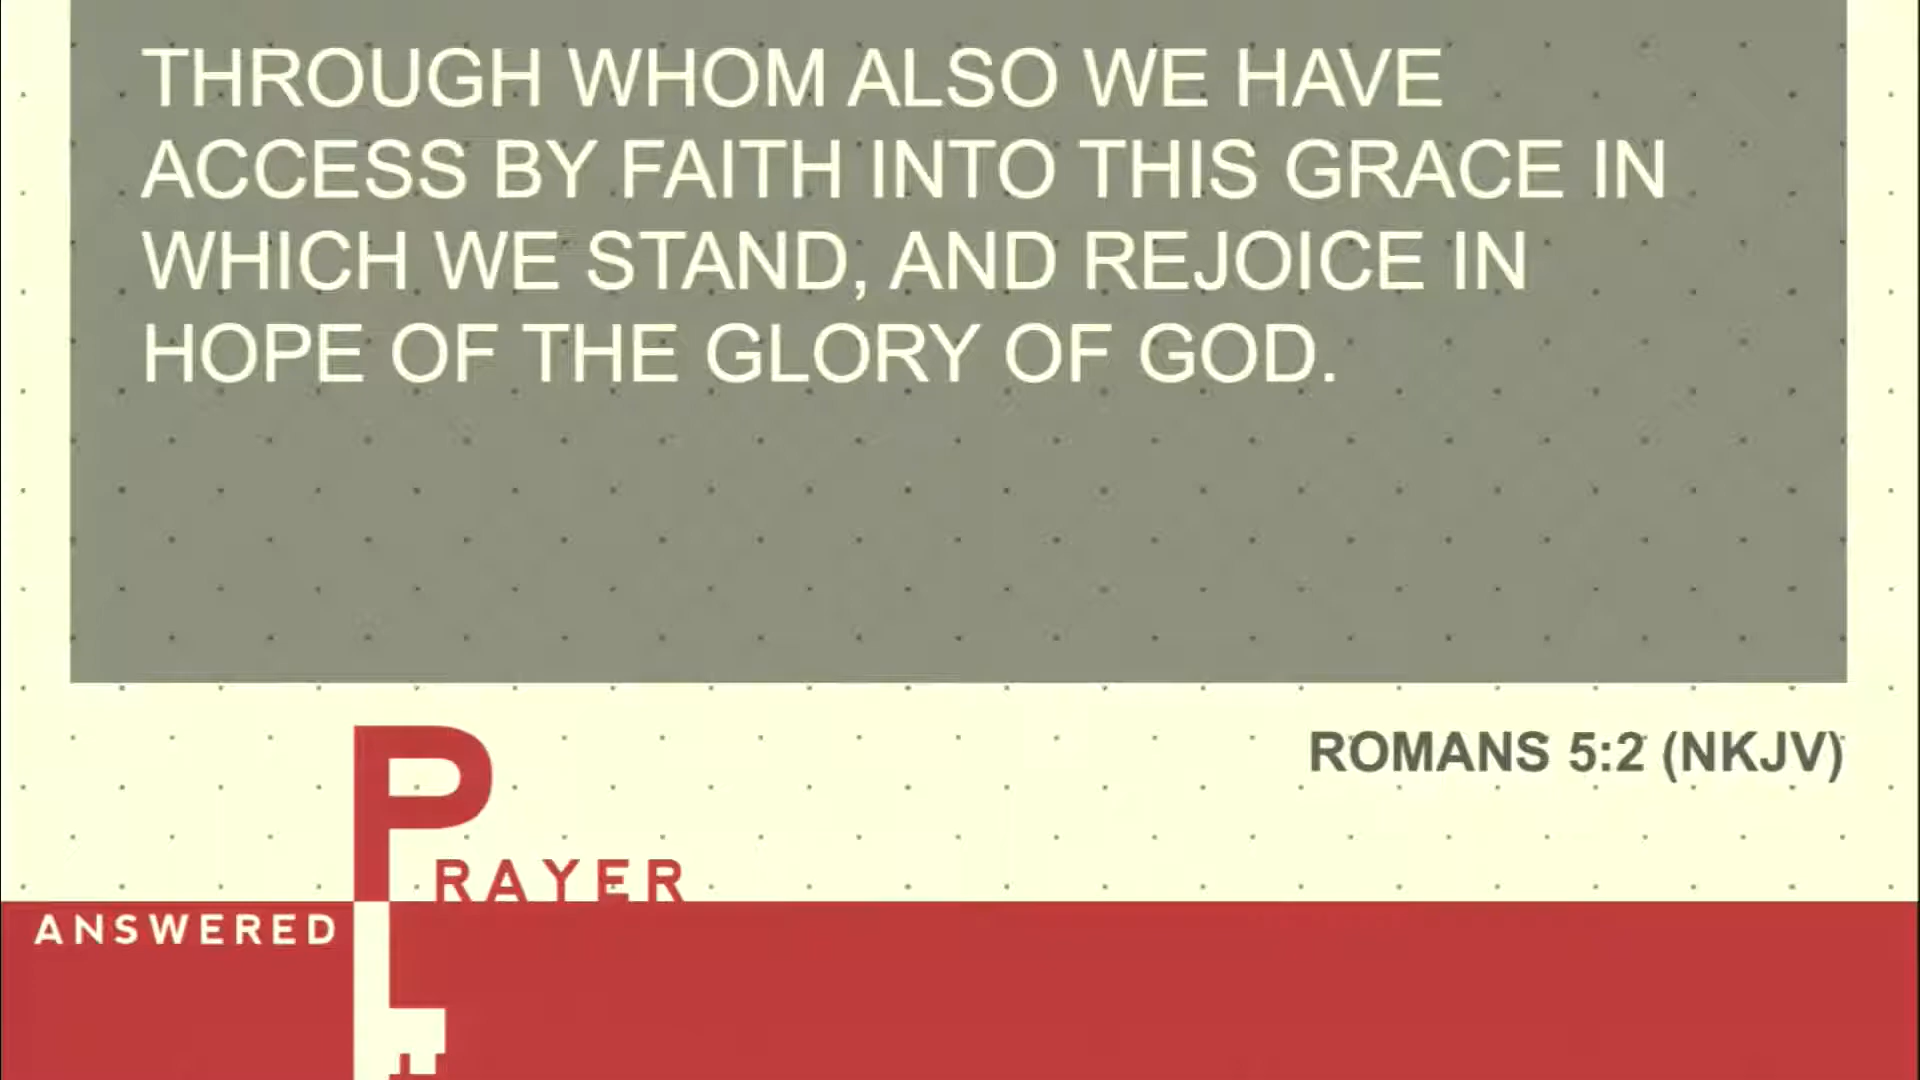 THROUGH WHOM ALSO WE HAVE
ACCESS BY FAITH INTO THIS GRACE IN
WHICH WE STAND, AND REJOICE IN
HOPE OF THE GLORY OF GOD.
ROMANS 5:2 (NKJV)
ANSWERED
PRAYER